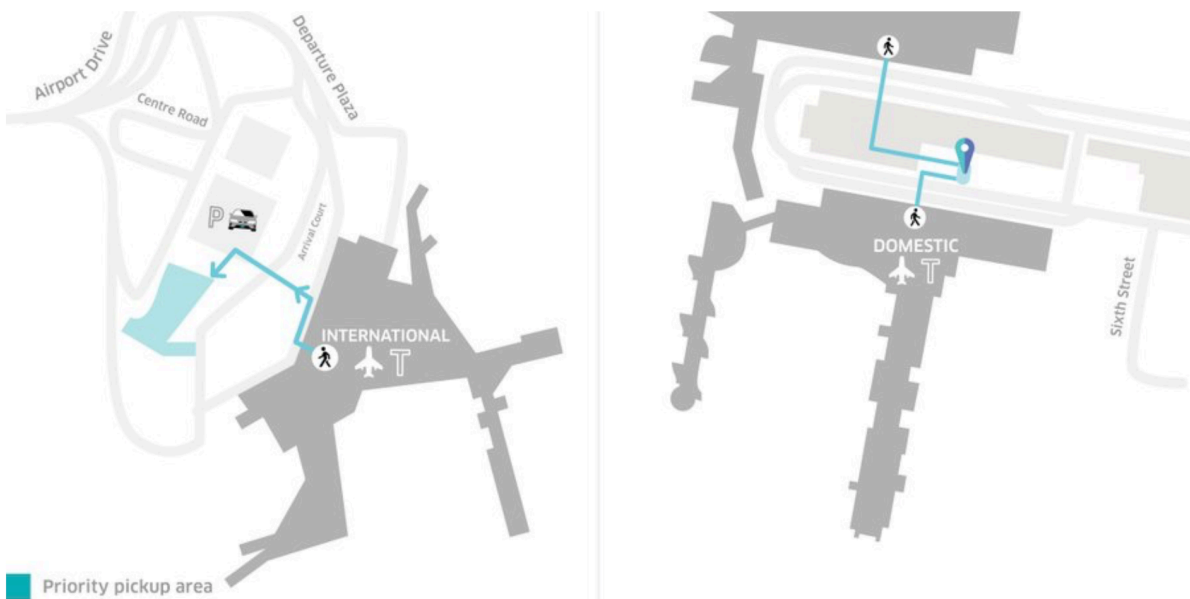 Airport Drive
Departure Plaza
Centre Road
P
Arrival Court
INTERNATIONAL
T
Priority pickup area
DOMESTIC
T
Sixth Street